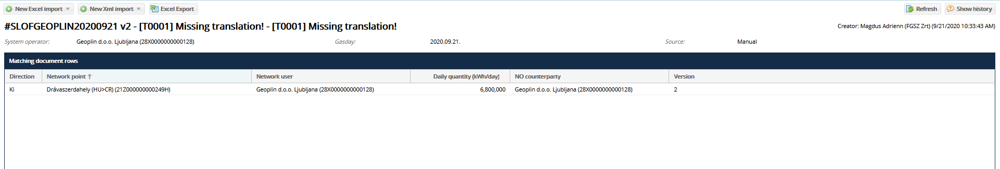 New Excel import New Xml import Excel Export Refresh Show history
#SLOFGEOPLIN20200921 v2 - [T0001] Missing translation! - [T0001] Missing translation! Creator: Magdus Adrienn (FGSZ Zrt) (9/21/2020 10:33:43 AM)
System operator: Geoplin d.o.o. Ljubljana (28X0000000000128) Gasday: 2020.09.21. Source: Manual
Matching document rows
Direction Network point Network user Daily quantity (kWh/day) NO counterparty Version
Ki Drávaszerdahely (HU>CR) (21Z000000000249H) Geoplin d.o.o. Ljubljana (28X0000000000128) 6,800,000 Geoplin d.o.o. Ljubljana (28X0000000000128) 2